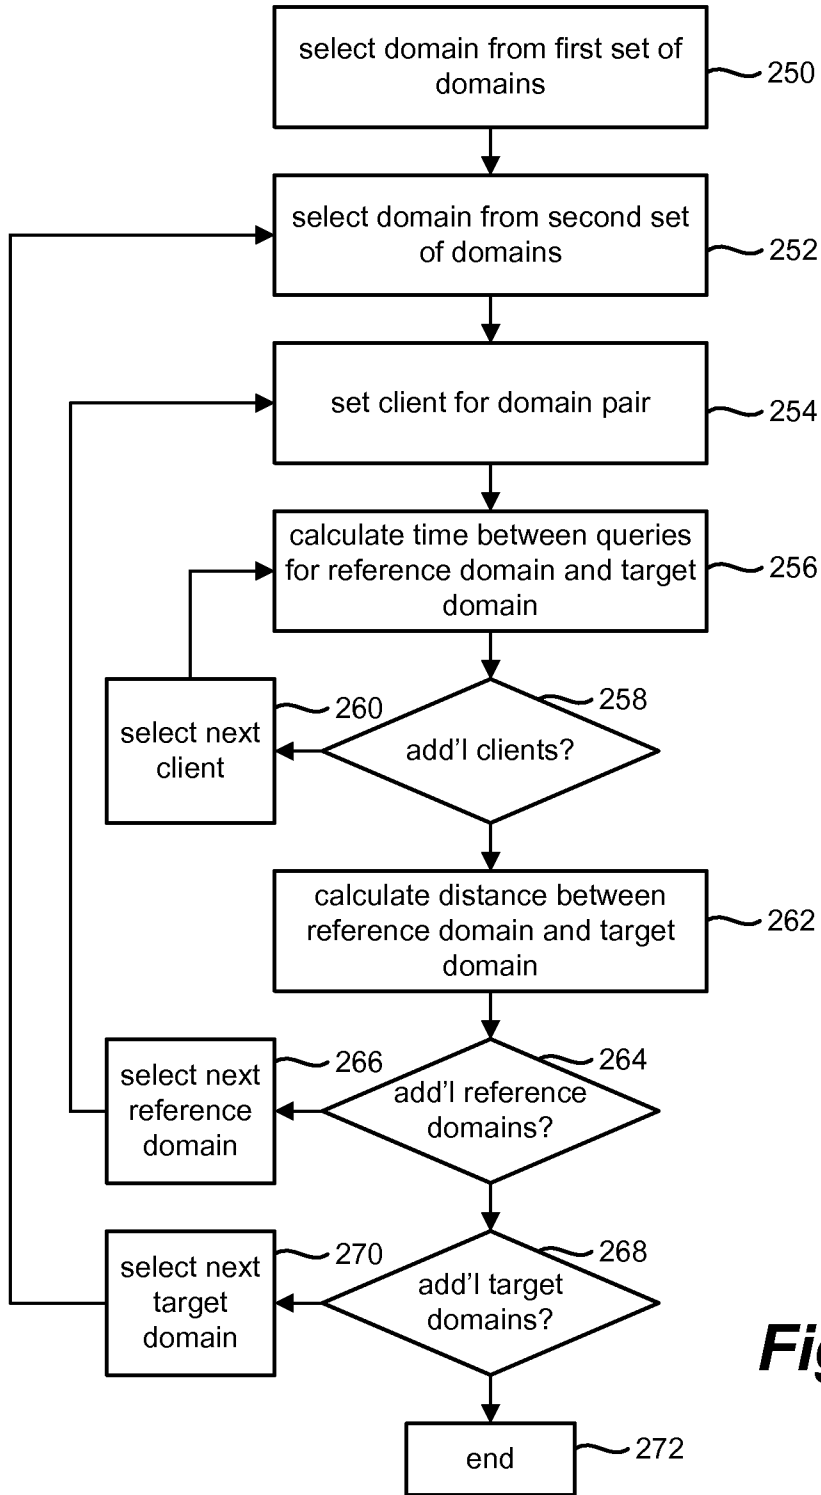 select domain from first set of
domains
250
select domain from second set
of domains
252
set client for domain pair
254
calculate time between queries
for reference domain and target
domain
256
258
260
select next
client
add'l clients?
calculate distance between
reference domain and target
domain
262
264
266
select next
reference
domain
add'l reference
domains?
268
270
select next
target
domain
add'l target
domains?
end
272